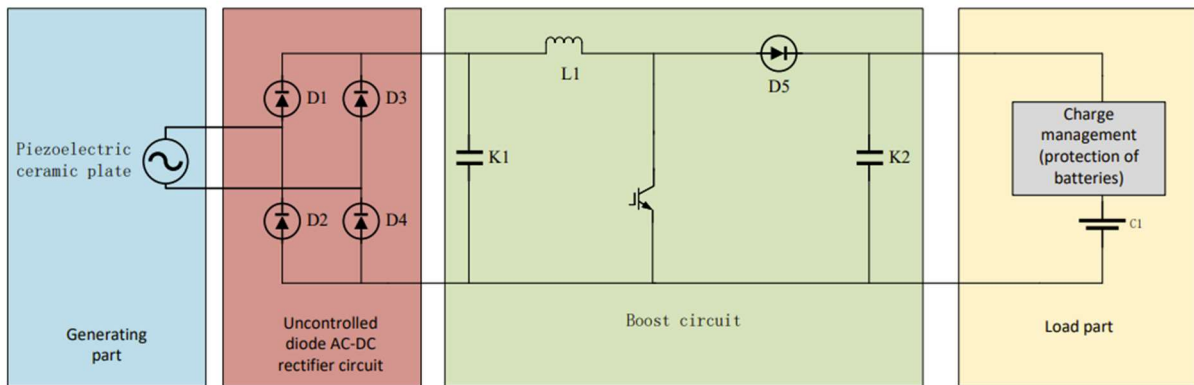 Piezoelectric
ceramic plate
Generating
part
D1
D3
D2
D4
Uncontrolled
diode AC-DC
rectifier circuit
L1
D5
K1
K2
Boost circuit
Charge
management
(protection of
batteries)
C1
Load part